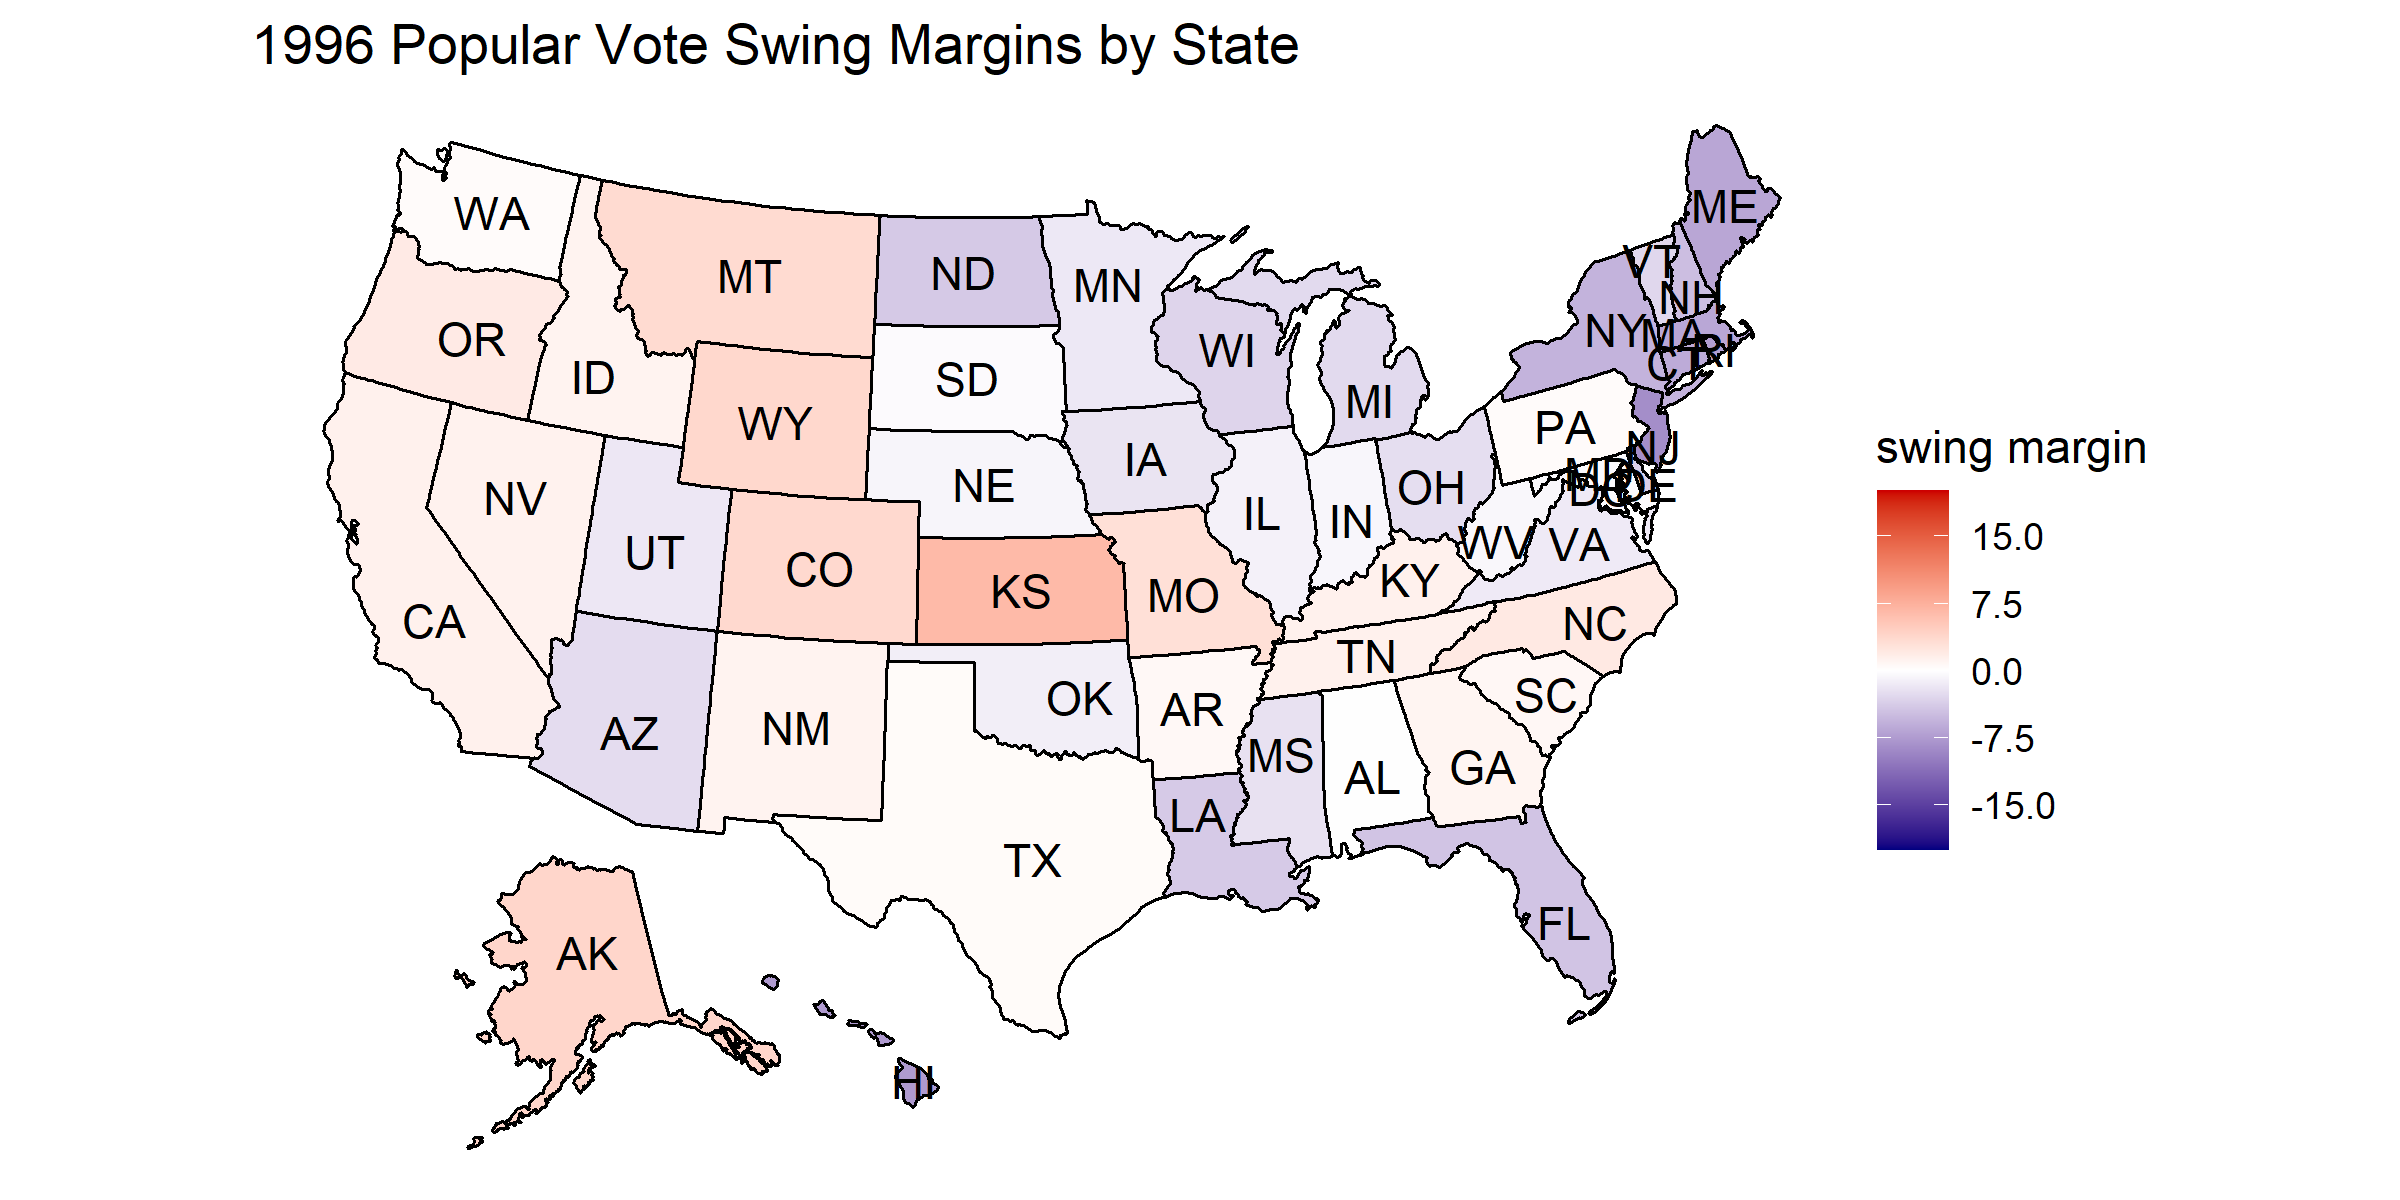 1996 Popular Vote Swing Margins by State
ME
WA
VT
MT
ND
MN
NH
OR
NY
MA
RI
WI
CT
ID
SD
MI
WY
PA
NJ
IA
MD
NE
OH
DC
DE
NV
IL
IN
WV
VA
UT
CO
KS
MO
KY
CA
NC
TN
OK
AR
SC
AZ
NM
MS
AL
GA
LA
TX
FL
AK
HI
swing margin
15.0
7.5
0.0
-7.5
-15.0